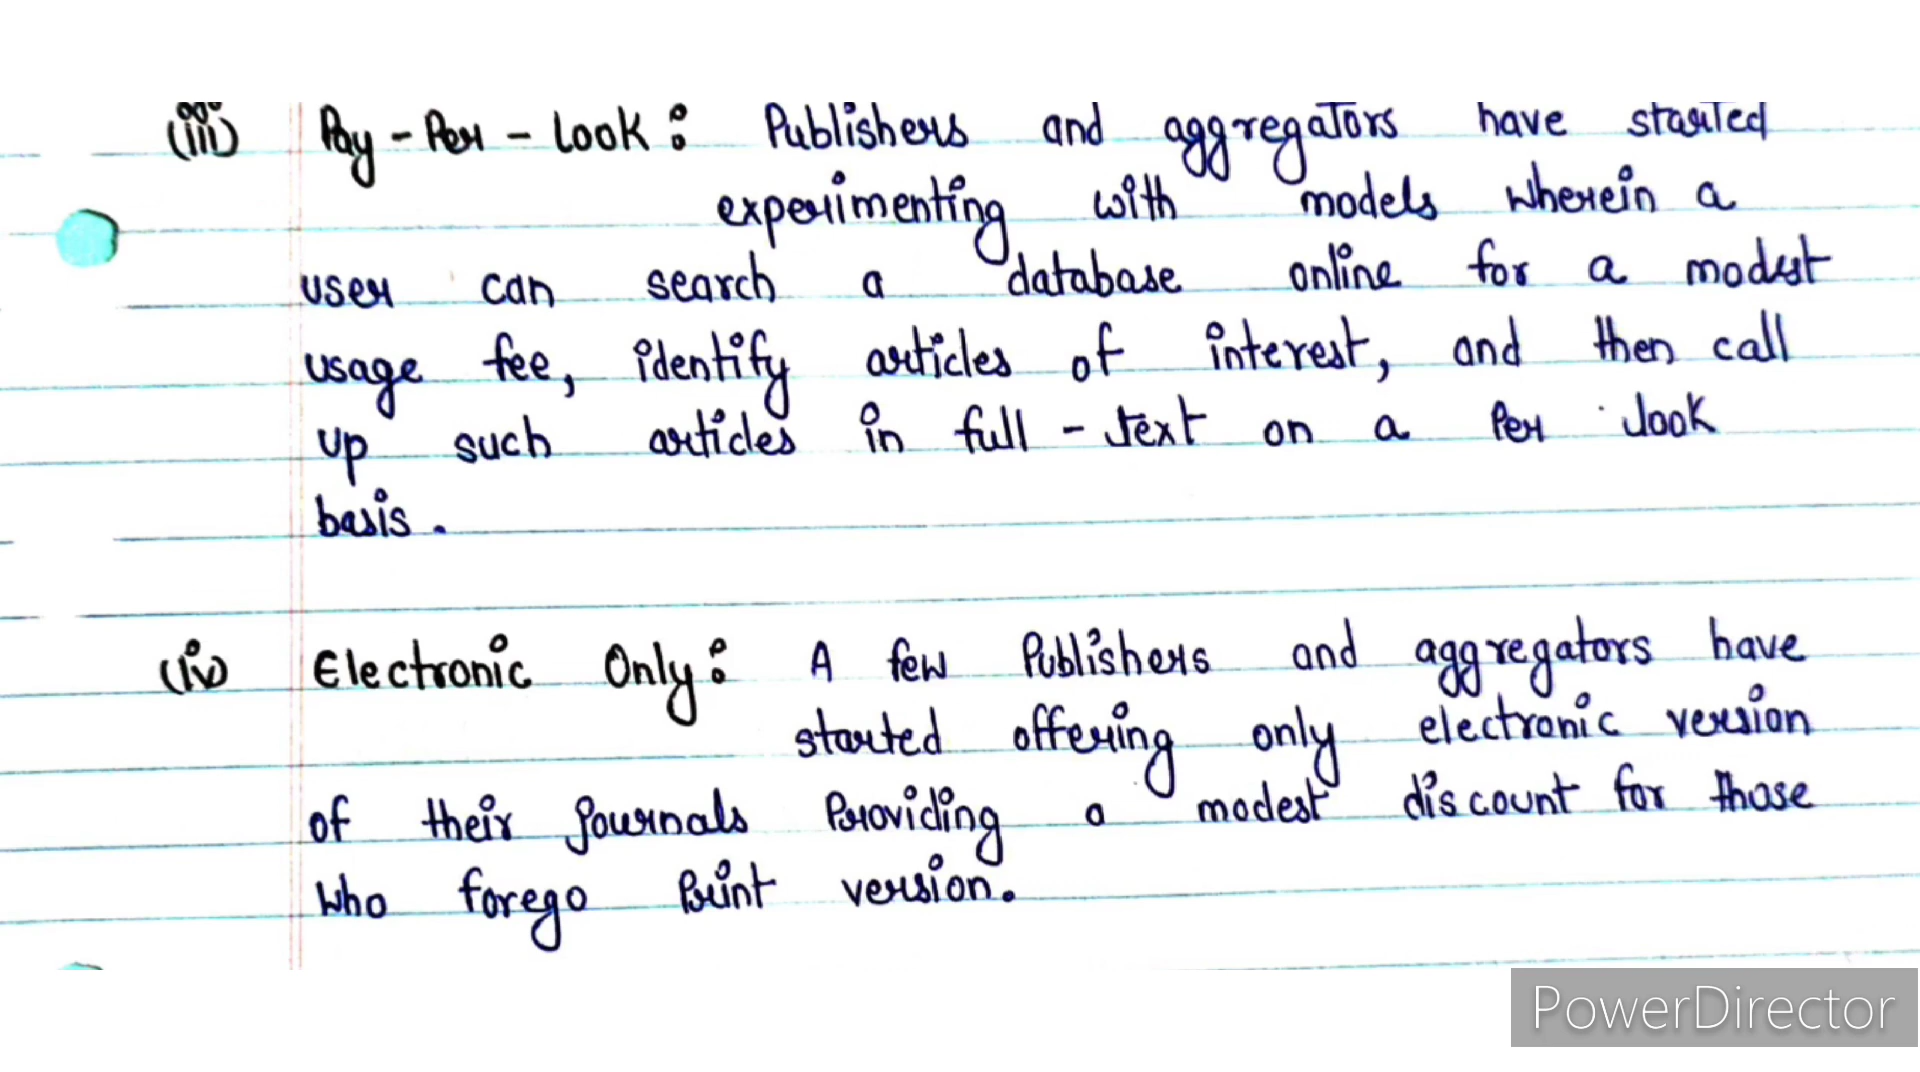 (iii) Pay-Per-look: Publishers and aggregators have started
experimenting with models wherein a
user can search a database online for a modest
usage fee, identify articles of interest, and then call
up such articles in full-text on a Per look
basis.
(iv) Electronic Only: A few Publishers and aggregators have
started offering only electronic version
of their journals Providing a modest discount for those
who forego Print version.
PowerDirector